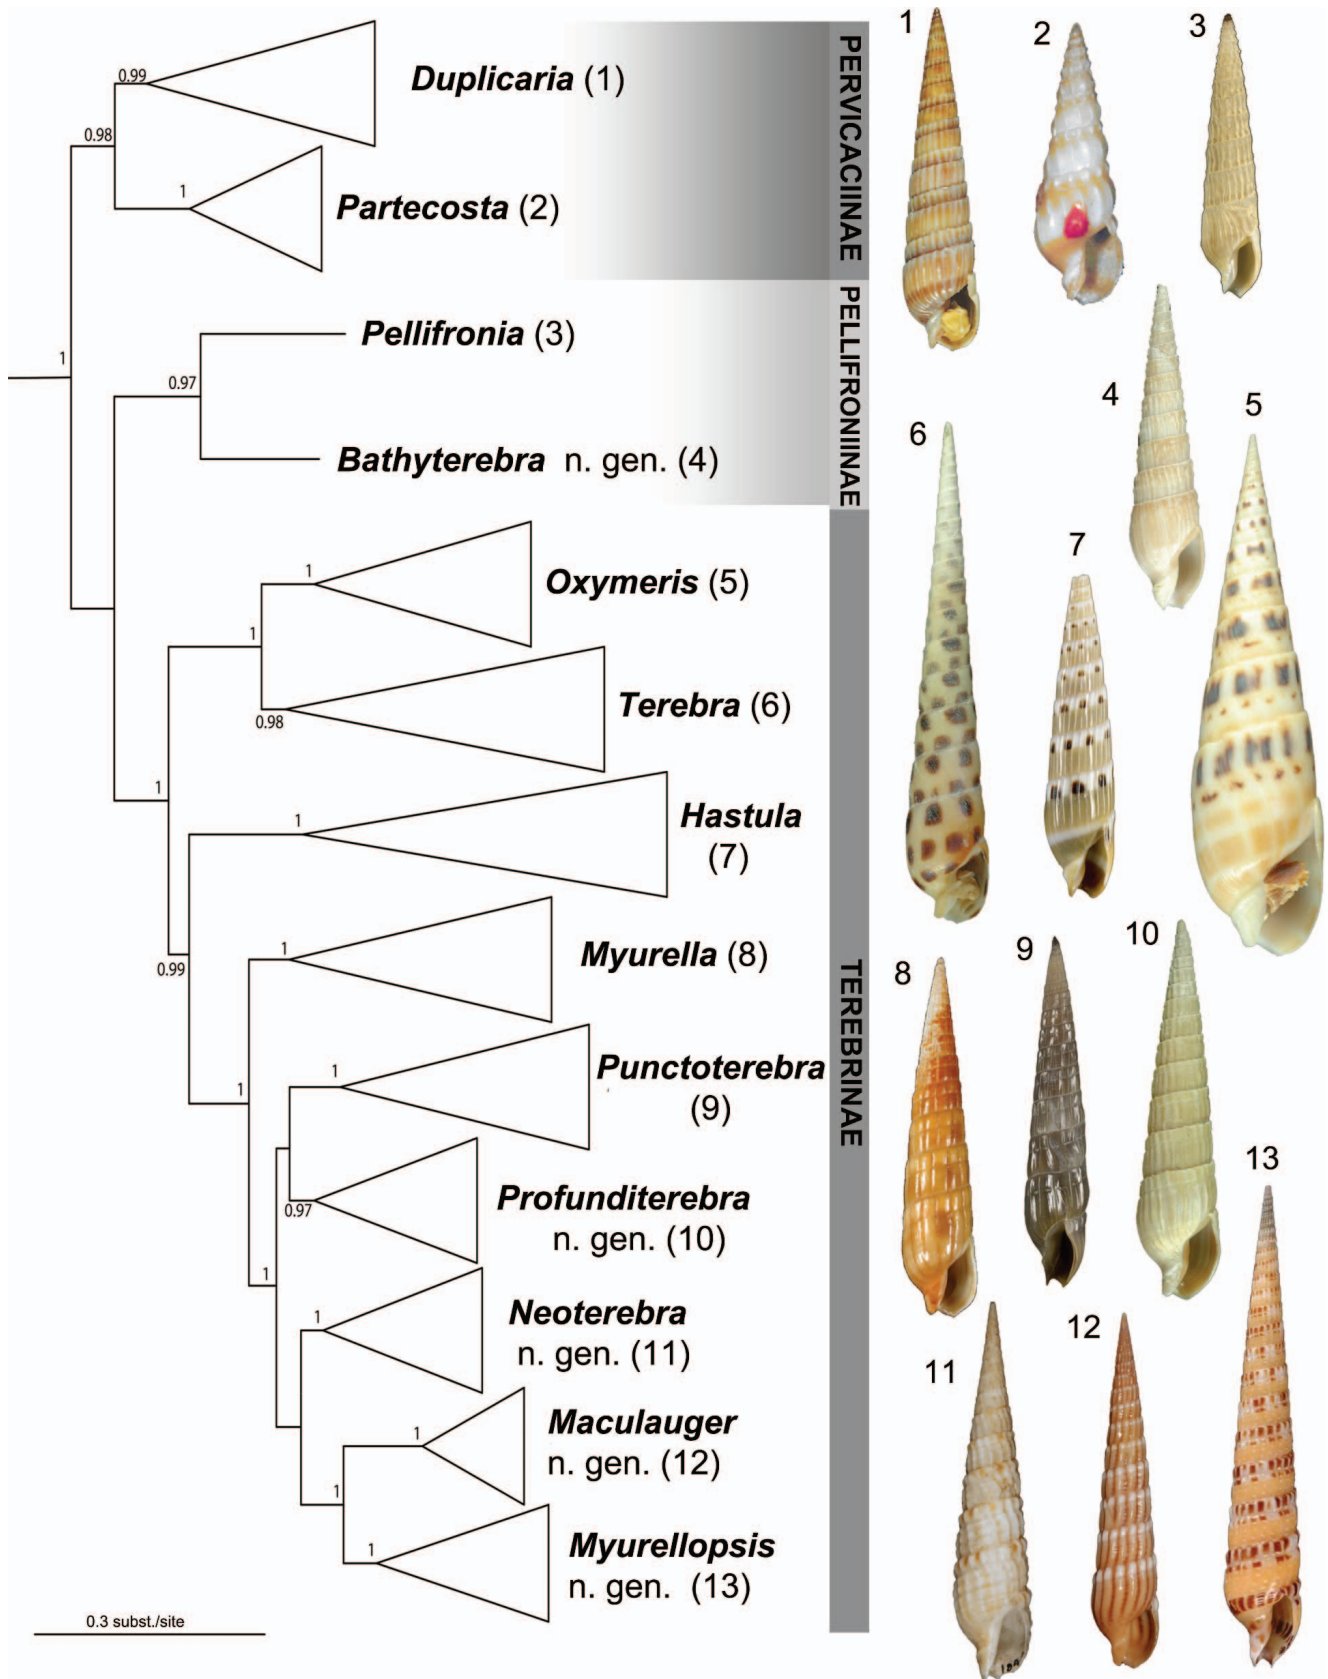 0.99
Duplicaria (1)
0.98
1
Partecosta (2)
PERVICACIINAE
Pellifronia (3)
1
0.97
Bathyterebra n. gen. (4)
PELLIFRONIINAE
1
Oxymeris (5)
1
Terebra (6)
0.98
1
1
Hastula
(7)
1
Myurella (8)
0.99
1
Punctoterebra
(9)
1
TEREBRINAE
Profunditerebra
n. gen. (10)
0.97
1
Neoterebra
n. gen. (11)
1
Maculauger
n. gen. (12)
1
1
Myurellopsis
n. gen. (13)
1
0.3 subst./site
1
2
3
4
5
6
7
8
9
10
11
12
13